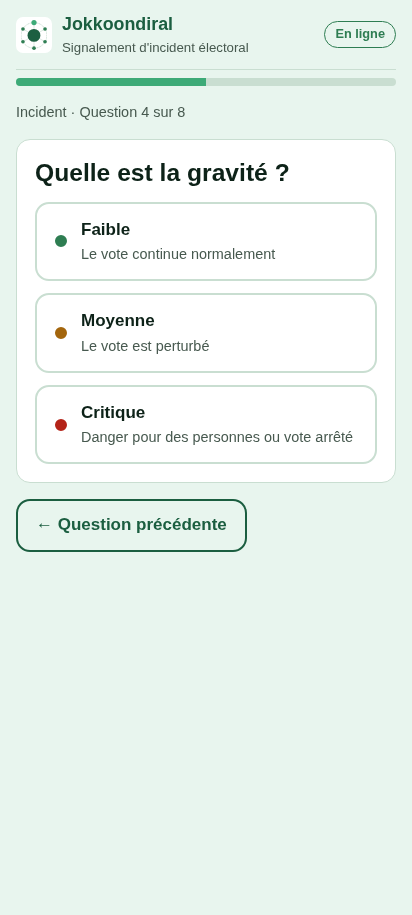 Jokkoondiral
Signalement d'incident électoral
En ligne
Incident · Question 4 sur 8
Quelle est la gravité ?
Faible
Le vote continue normalement
Moyenne
Le vote est perturbé
Critique
Danger pour des personnes ou vote arrêté
← Question précédente